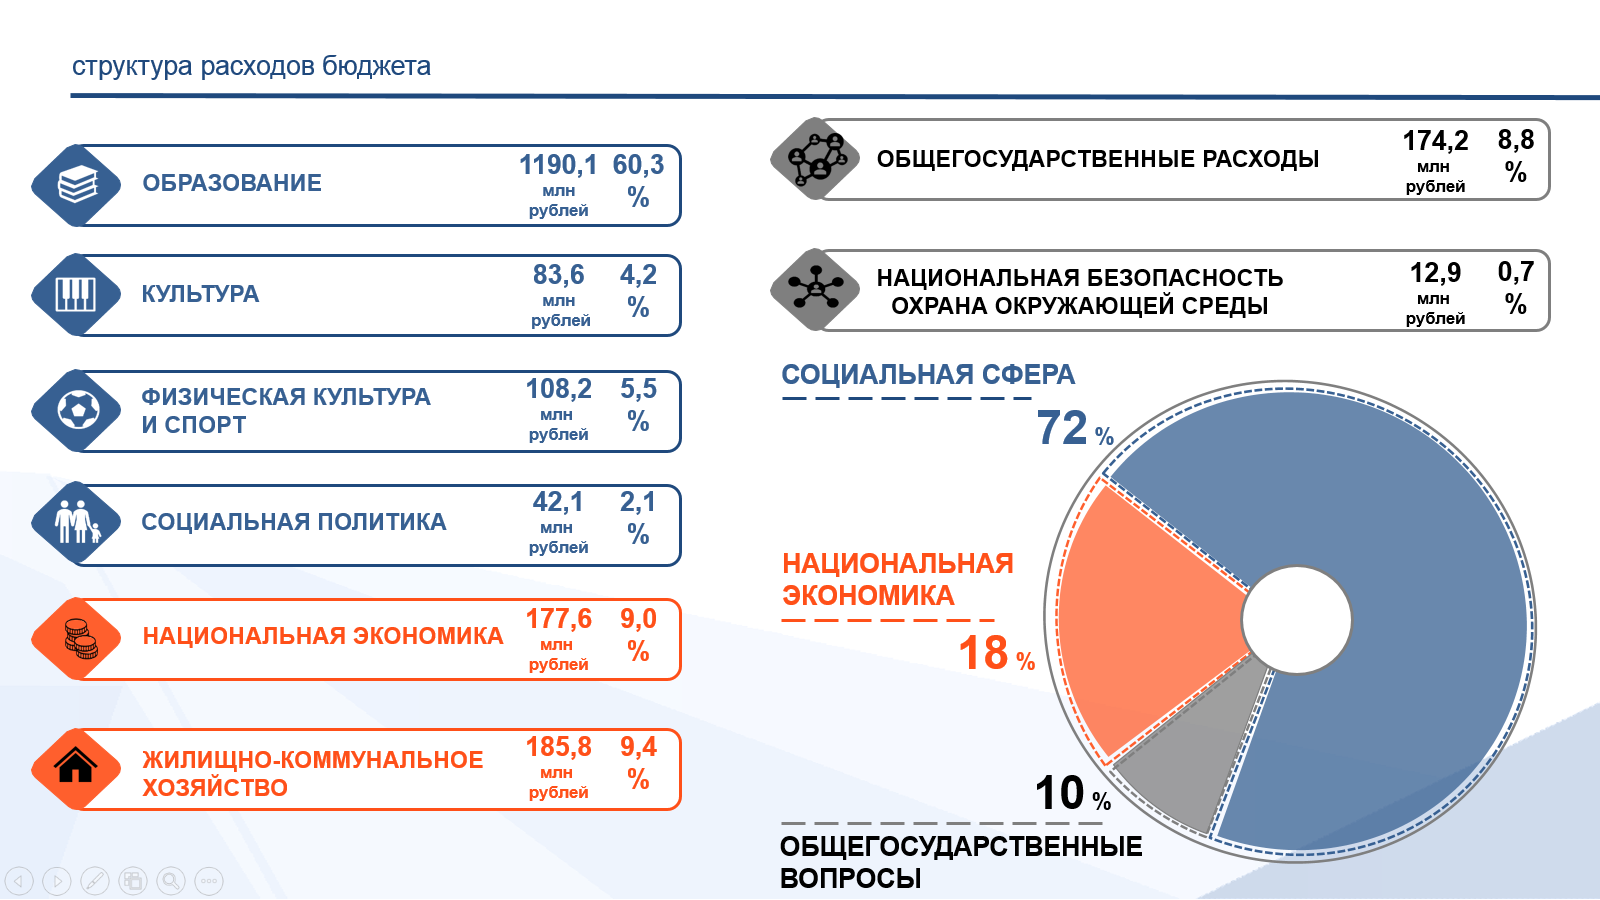 структура расходов бюджета
ОБРАЗОВАНИЕ
1190,1 60,3
млн %
рублей
КУЛЬТУРА
83,6 4,2
млн %
рублей
ФИЗИЧЕСКАЯ КУЛЬТУРА
И СПОРТ
108,2 5,5
млн %
рублей
СОЦИАЛЬНАЯ ПОЛИТИКА
42,1 2,1
млн %
рублей
НАЦИОНАЛЬНАЯ ЭКОНОМИКА
177,6 9,0
млн %
рублей
ЖИЛИЩНО-КОММУНАЛЬНОЕ
ХОЗЯЙСТВО
185,8 9,4
млн %
рублей
ОБЩЕГОСУДАРСТВЕННЫЕ РАСХОДЫ
174,2 8,8
млн %
рублей
НАЦИОНАЛЬНАЯ БЕЗОПАСНОСТЬ
ОХРАНА ОКРУЖАЮЩЕЙ СРЕДЫ
12,9 0,7
млн %
рублей
СОЦИАЛЬНАЯ СФЕРА
72 %
НАЦИОНАЛЬНАЯ
ЭКОНОМИКА
18 %
10 %
ОБЩЕГОСУДАРСТВЕННЫЕ
ВОПРОСЫ